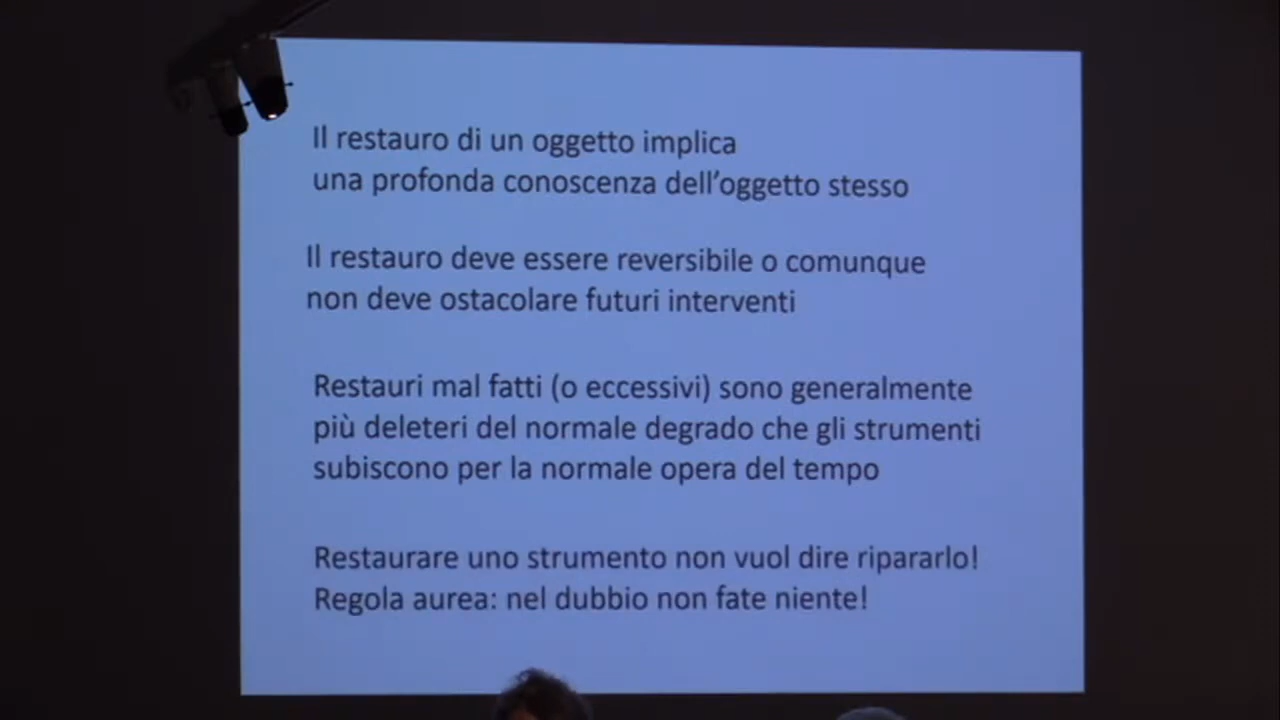 Il restauro di un oggetto implica
una profonda conoscenza dell’oggetto stesso
Il restauro deve essere reversibile o comunque
non deve ostacolare futuri interventi
Restauri mal fatti (o eccessivi) sono generalmente
più deleteri del normale degrado che gli strumenti
subiscono per la normale opera del tempo
Restaurare uno strumento non vuol dire ripararlo!
Regola aurea: nel dubbio non fate niente!